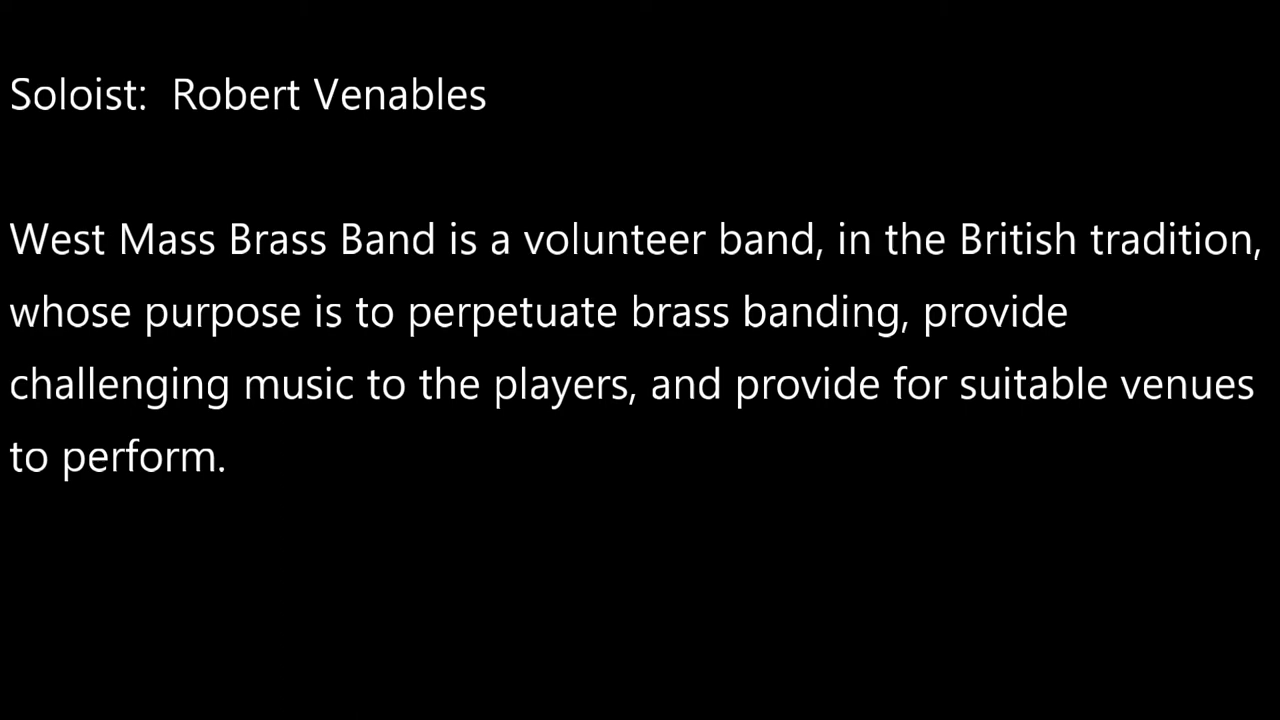 Soloist:  Robert Venables
West Mass Brass Band is a volunteer band, in the British tradition,
whose purpose is to perpetuate brass banding, provide
challenging music to the players, and provide for suitable venues
to perform.